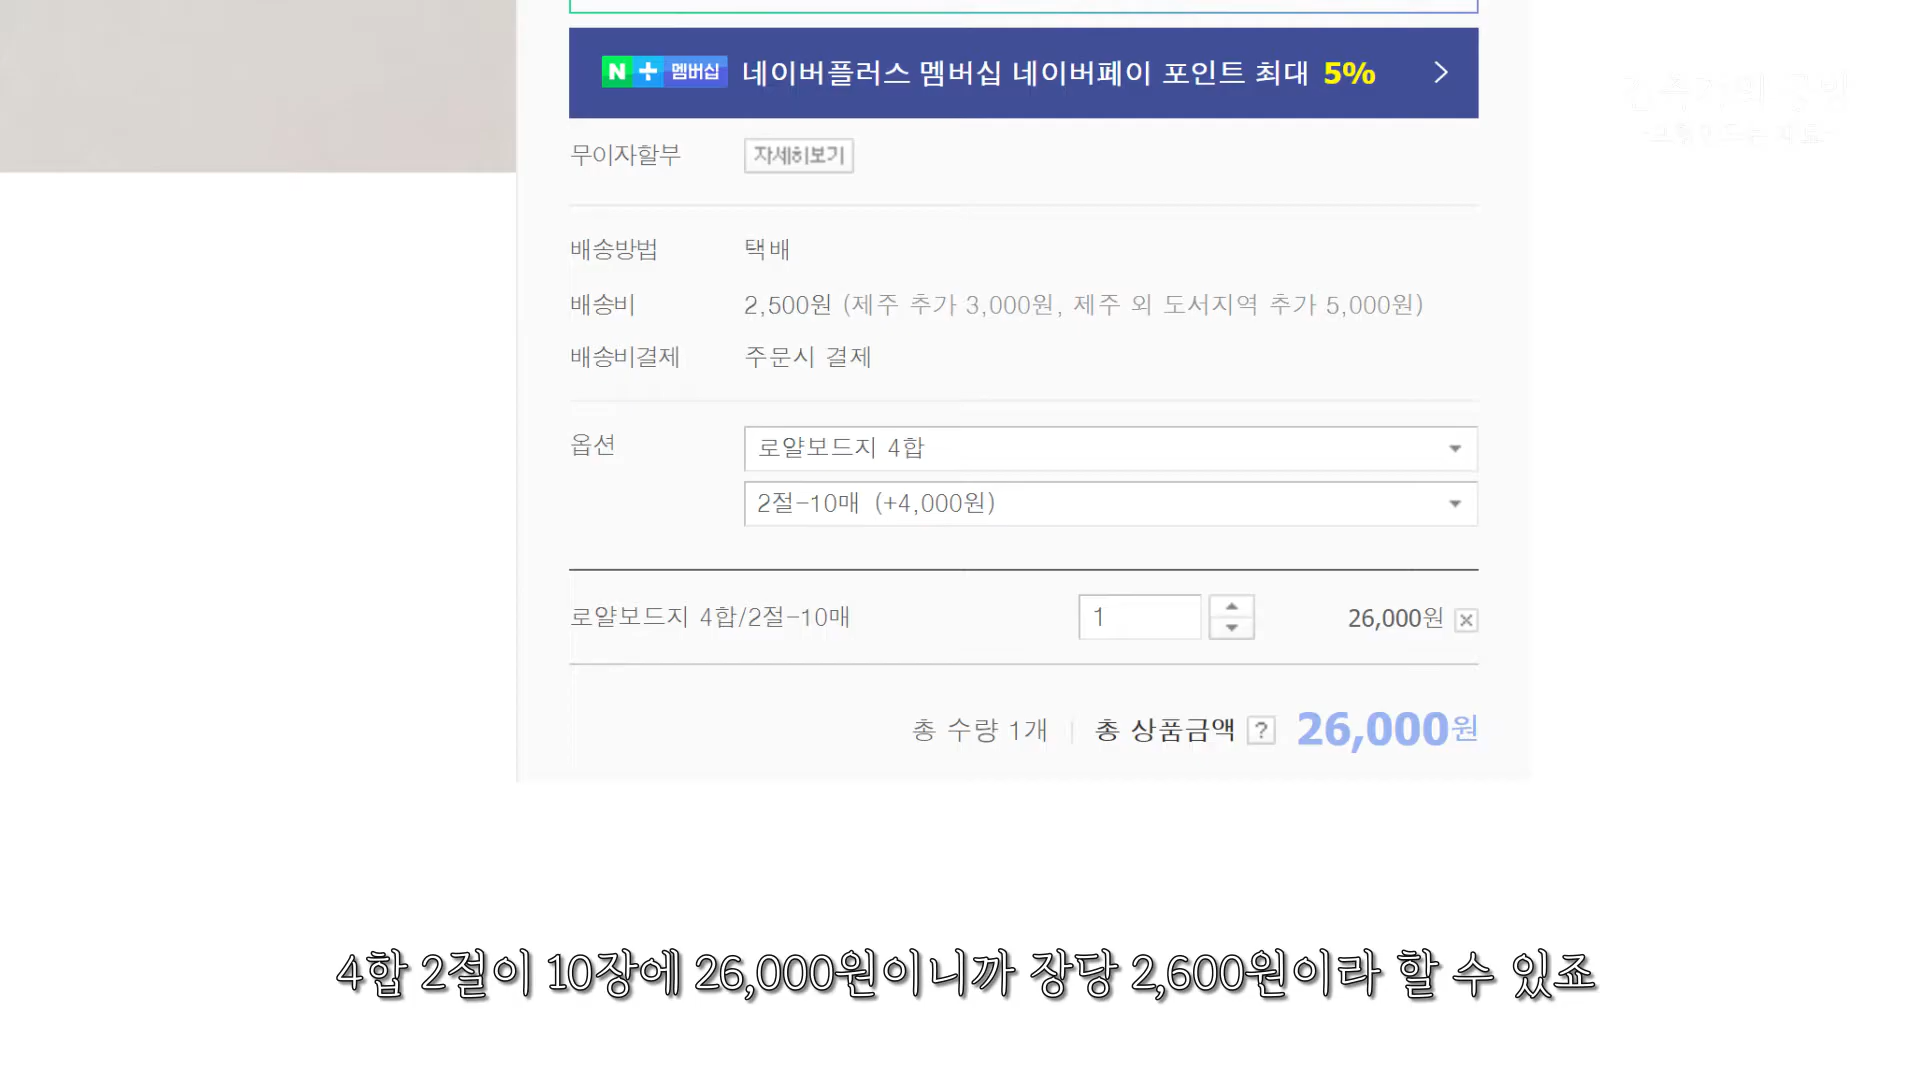 N + 멤버십 네이버플러스 멤버십 네이버페이 포인트 최대 5%
무이자할부 자세히보기
배송방법 택배
배송비 2,500원 (제주 추가 3,000원, 제주 외 도서지역 추가 5,000원)
배송비결제 주문시 결제
옵션 로얄보드지 4합
2절-10매 (+4,000원)
로얄보드지 4합/2절-10매 1 26,000원
총 수량 1개 총 상품금액 ? 26,000원
4합 2절이 10장에 26,000원이니까 장당 2,600원이라 할 수 있죠